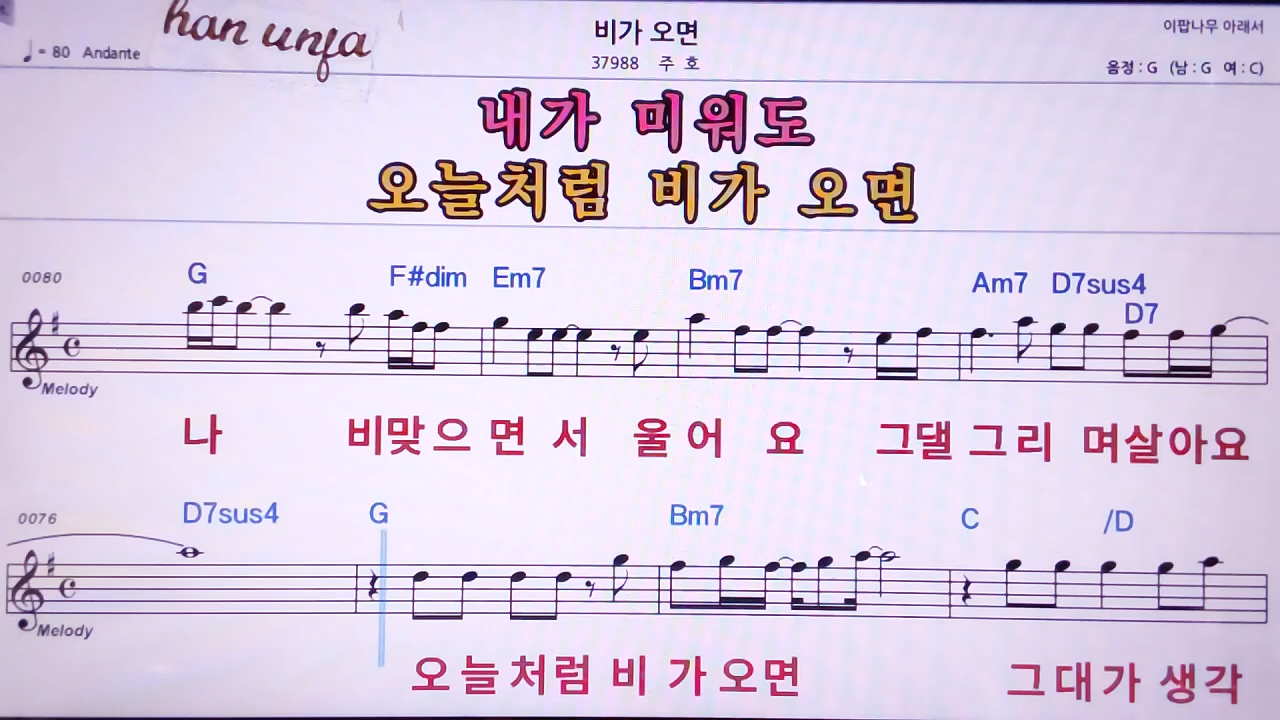 han unja
♩= 80 Andante
비가 오면
37988 주 호
이팝나무 아래서
음정 : G (남 : G 여 : C)
내가 미워도
오늘처럼 비가 오면
0080
G F#dim Em7 Bm7 Am7 D7sus4
D7
Melody
나 비맞으면서 울어요 그댈그리며살아요
0076
D7sus4 G Bm7 C /D
Melody
오늘처럼비가오면 그대가 생각